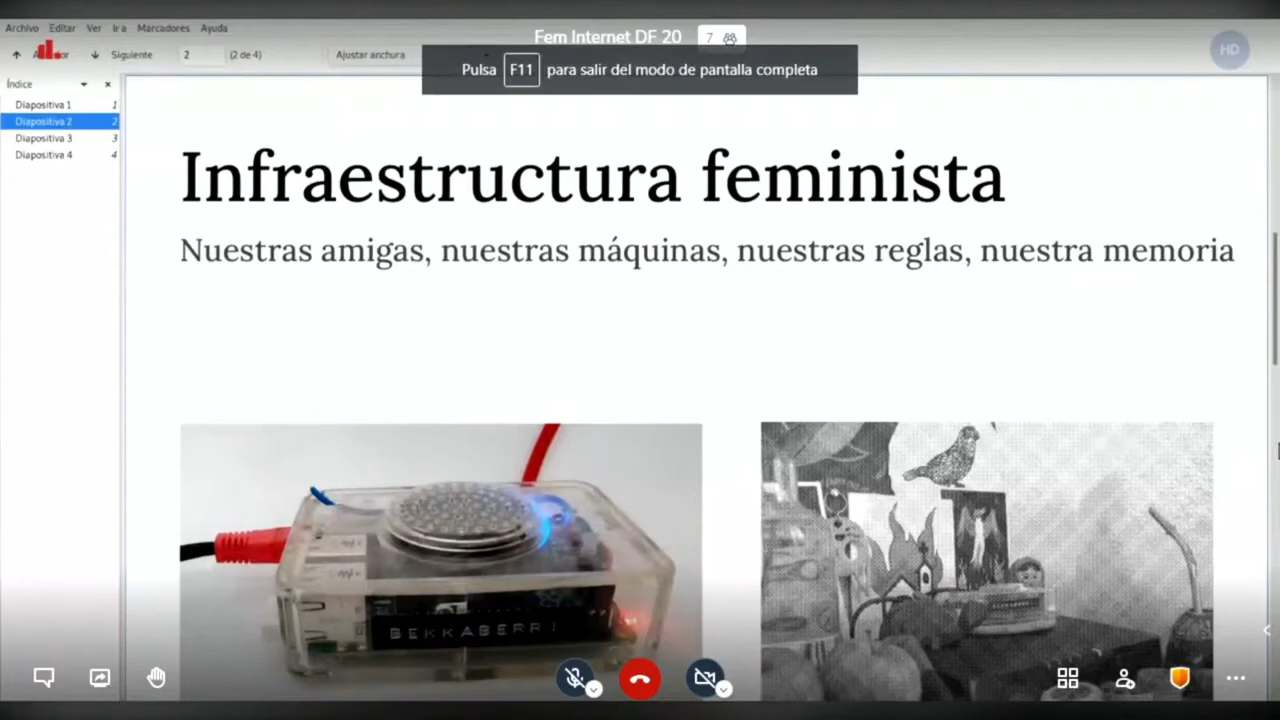 Archivo Editar Ver Ir a Marcadores Ayuda
Fem Internet DF 20 7
HD
Siguiente 2 (2 de 4) Ajustar anchura
Pulsa F11 para salir del modo de pantalla completa
Índice
Diapositiva 1 1
Diapositiva 2 2
Diapositiva 3 3
Diapositiva 4 4
Infraestructura feminista
Nuestras amigas, nuestras máquinas, nuestras reglas, nuestra memoria
BEKKABERRI